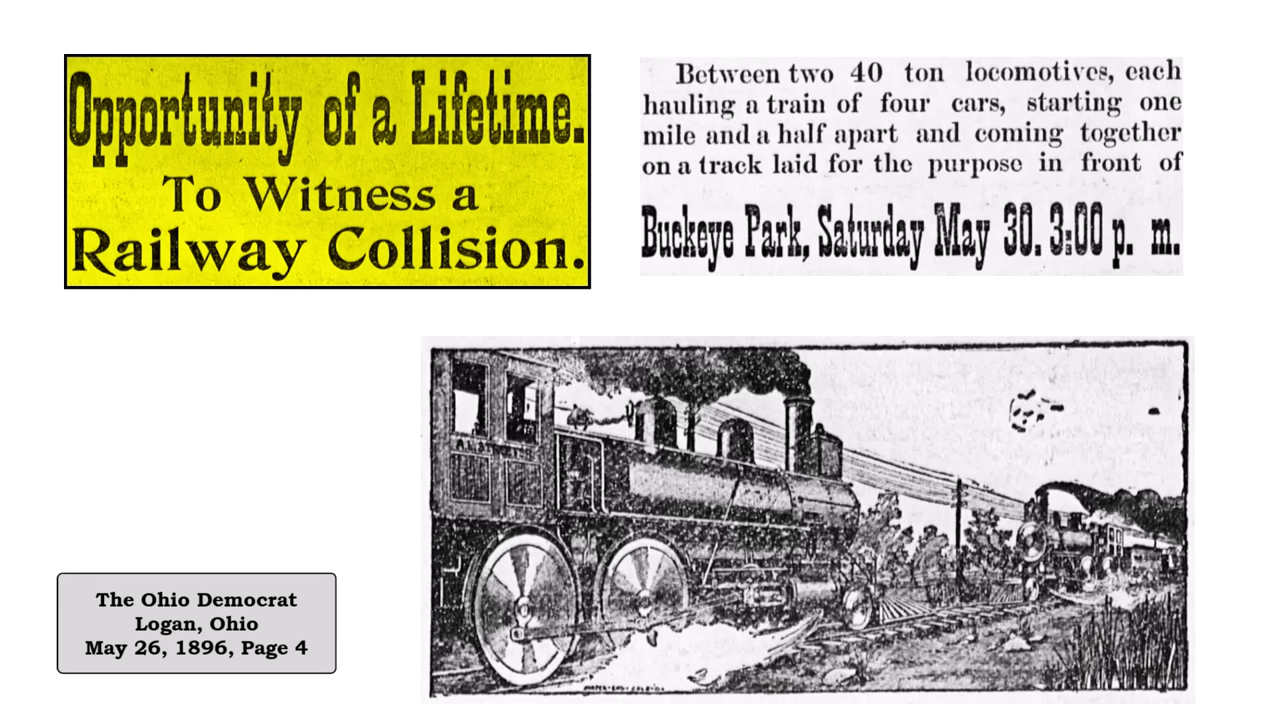 Opportunity of a Lifetime.
To Witness a
Railway Collision.
Between two 40 ton locomotives, each
hauling a train of four cars, starting one
mile and a half apart and coming together
on a track laid for the purpose in front of
Buckeye Park, Saturday May 30. 3:00 p. m.
The Ohio Democrat
Logan, Ohio
May 26, 1896, Page 4